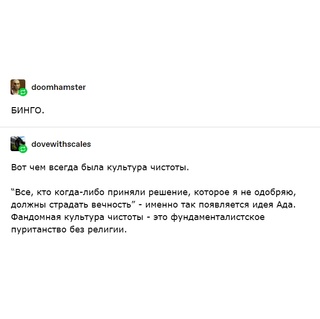 doomhamster
БИНГО.
dovewithscales
Вот чем всегда была культура чистоты.
“Все, кто когда-либо приняли решение, которое я не одобряю,
должны страдать вечность” - именно так появляется идея Ада.
Фандомная культура чистоты - это фундаменталистское
пуританство без религии.